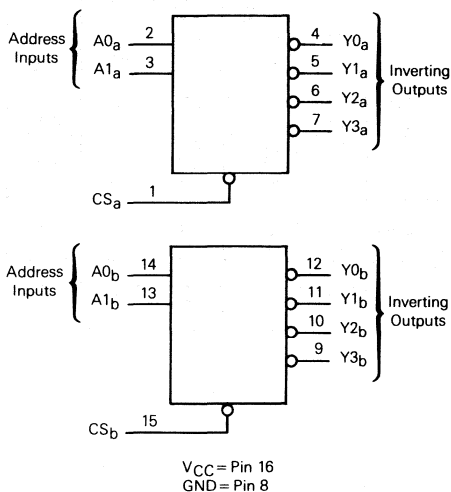 Address Inputs
A0a 2
A1a 3
4 Y0a
5 Y1a
6 Y2a
7 Y3a
Inverting Outputs
CSa 1
Address Inputs
A0b 14
A1b 13
12 Y0b
11 Y1b
10 Y2b
9 Y3b
Inverting Outputs
CSb 15
VCC = Pin 16
GND = Pin 8